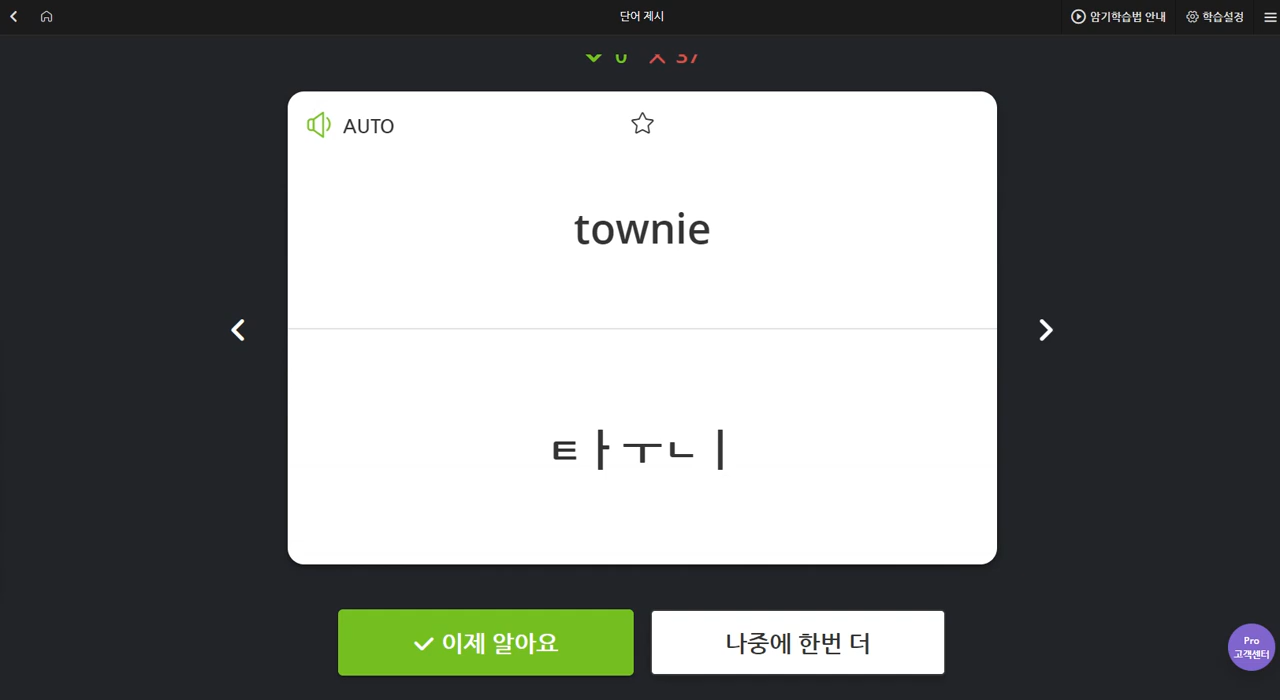 단어 제시
암기학습법 안내
학습설정
AUTO
townie
ㅌㅏㅜㄴㅣ
이제 알아요
나중에 한번 더
Pro
고객센터